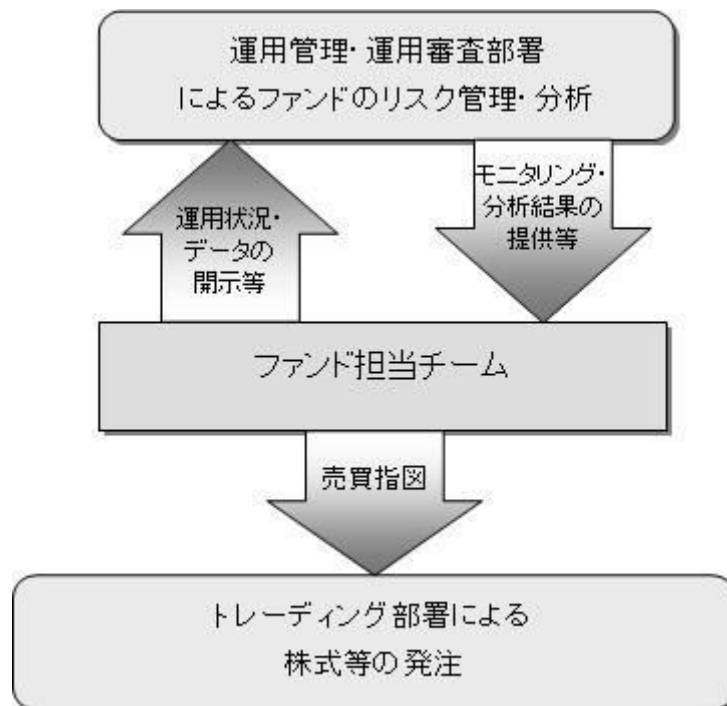 運用管理・運用審査部署
によるファンドのリスク管理・分析
運用状況・
データの
開示等
モニタリング・
分析結果の
提供等
ファンド担当チーム
売買指図
トレーディング部署による
株式等の発注